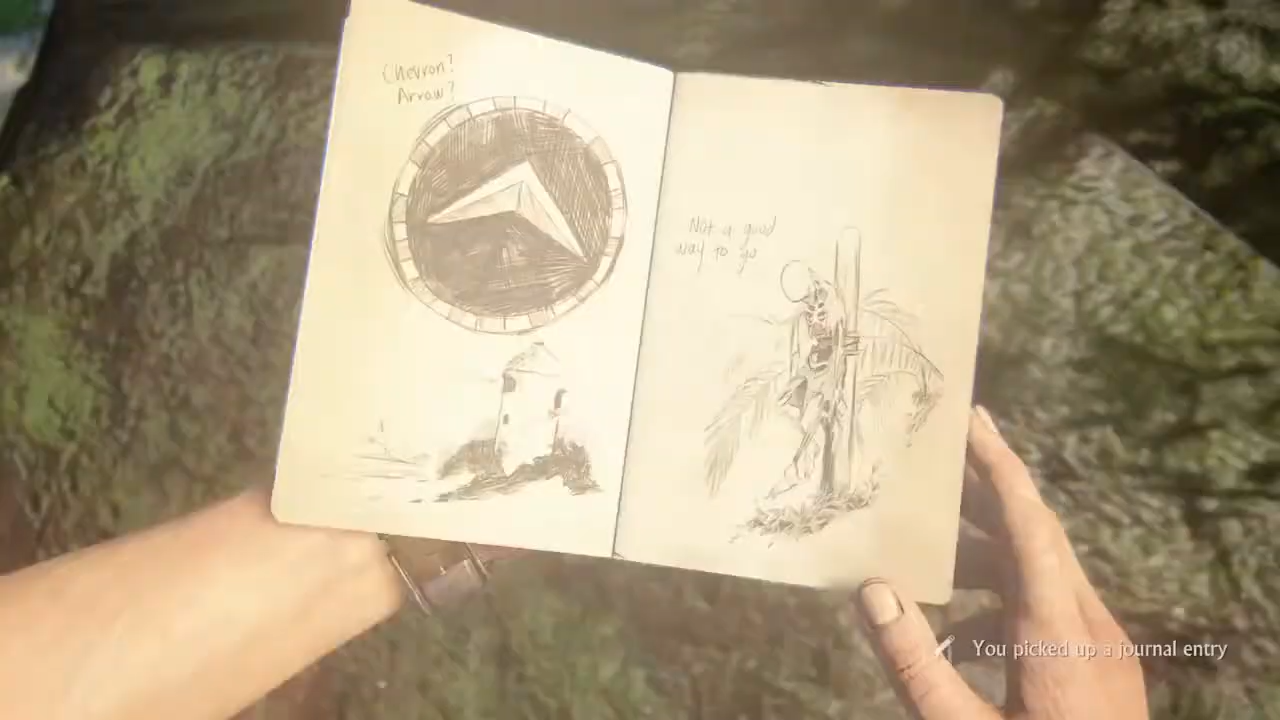 Chevron?
Arrow?
Not a good
way to go
You picked up a journal entry